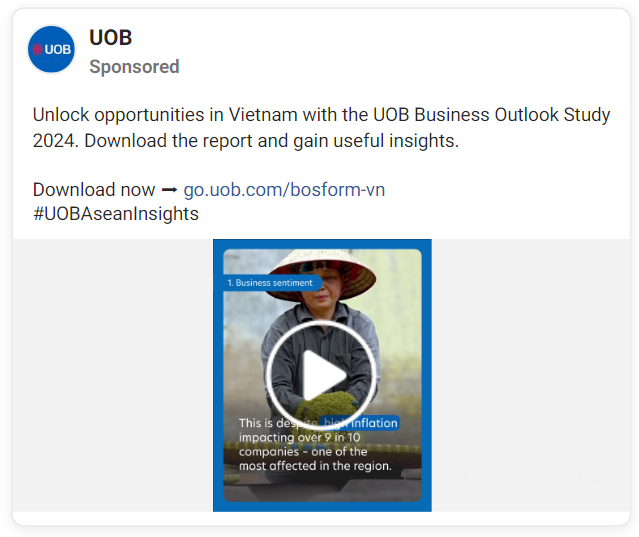 UOB
UOB
Sponsored
Unlock opportunities in Vietnam with the UOB Business Outlook Study
2024. Download the report and gain useful insights.
Download now ➞ go.uob.com/bosform-vn
#UOBAseanInsights
1. Business sentiment
This is despite high inflation
impacting over 9 in 10
companies – one of the
most affected in the region.